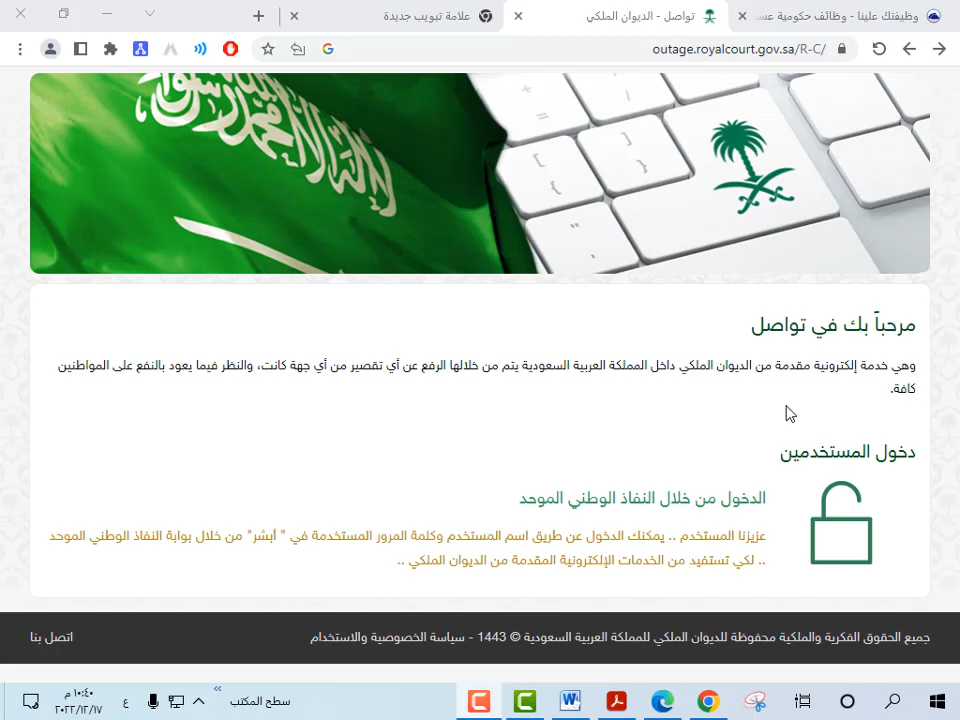 وظيفتك علينا - وظائف حكومية عس
تواصل - الديوان الملكي
علامة تبويب جديدة
outage.royalcourt.gov.sa/R-C/
مرحباً بك في تواصل
وهي خدمة إلكترونية مقدمة من الديوان الملكي داخل المملكة العربية السعودية يتم من خلالها الرفع عن أي تقصير من أي جهة كانت، والنظر فيما يعود بالنفع على المواطنين
كافة.
دخول المستخدمين
الدخول من خلال النفاذ الوطني الموحد
عزيزنا المستخدم .. يمكنك الدخول عن طريق اسم المستخدم وكلمة المرور المستخدمة في " أبشر" من خلال بوابة النفاذ الوطني الموحد
.. لكي تستفيد من الخدمات الإلكترونية المقدمة من الديوان الملكي ..
جميع الحقوق الفكرية والملكية محفوظة للديوان الملكي للمملكة العربية السعودية © 1443 - سياسة الخصوصية والاستخدام
اتصل بنا
سطح المكتب
ع
١٠:٤٠ م
٢٠٢٢/١٢/١٧